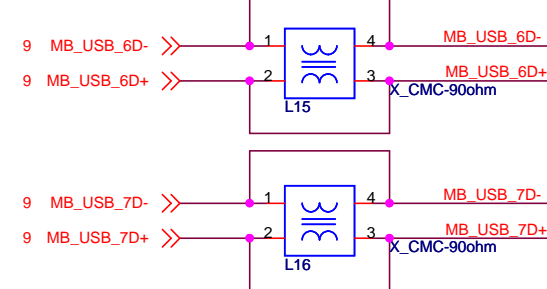 9 MB_USB_6D- 1 4 MB_USB_6D-
9 MB_USB_6D+ 2 3 MB_USB_6D+
L15 X_CMC-90ohm
9 MB_USB_7D- 1 4 MB_USB_7D-
9 MB_USB_7D+ 2 3 MB_USB_7D+
L16 X_CMC-90ohm